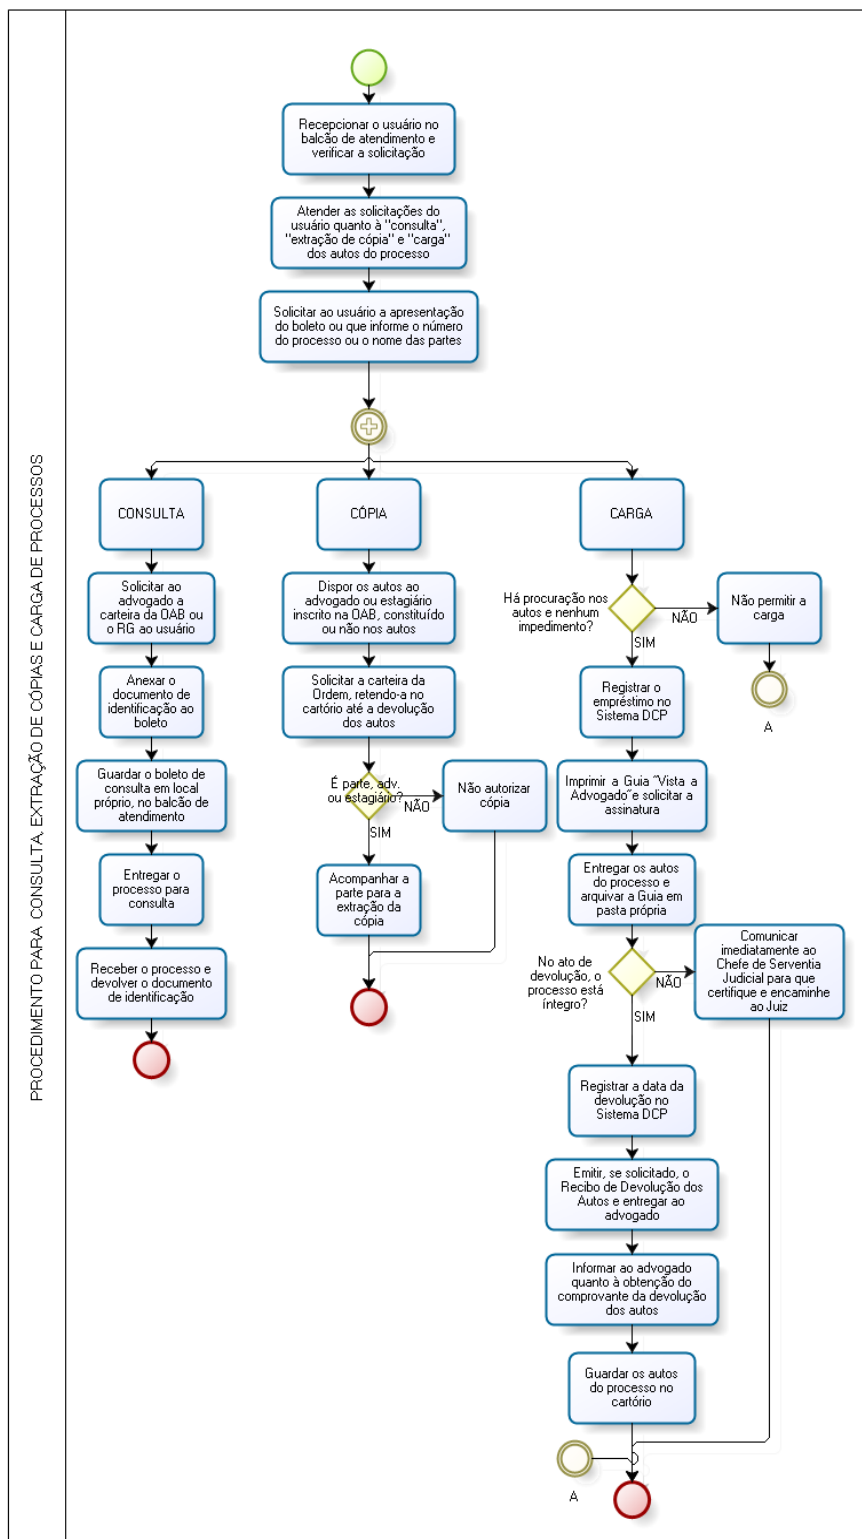 PROCEDIMENTO PARA CONSULTA, EXTRAÇÃO DE CÓPIAS E CARGA DE PROCESSOS
Recepcionar o usuário no
balcão de atendimento e
verificar a solicitação
Atender as solicitações do
usuário quanto à "consulta",
"extração de cópia" e "carga"
dos autos do processo
Solicitar ao usuário a apresentação
do boleto ou que informe o número
do processo ou o nome das partes
CONSULTA
Solicitar ao
advogado a
carteira da OAB ou
o RG ao usuário
Anexar o
documento de
identificação ao
boleto
Guardar o boleto de
consulta em local
próprio, no balcão de
atendimento
Entregar o
processo para
consulta
Receber o processo e
devolver o documento
de identificação
CÓPIA
Dispor os autos ao
advogado ou estagiário
inscrito na OAB, constituído
ou não nos autos
Solicitar a carteira da
Ordem, retendo-a no
cartório até a devolução
dos autos
É parte, adv.
ou estagiário?
NÃO
Não autorizar
cópia
SIM
Acompanhar a
parte para a
extração da
cópia
CARGA
Há procuração nos
autos e nenhum
impedimento?
NÃO
Não permitir a
carga
A
SIM
Registrar o
empréstimo no
Sistema DCP
Imprimir a Guia "Vista a
Advogado"e solicitar a
assinatura
Entregar os autos
do processo e
arquivar a Guia em
pasta própria
No ato de
devolução, o
processo está
íntegro?
NÃO
Comunicar
imediatamente ao
Chefe de Serventia
Judicial para que
certifique e encaminhe
ao Juiz
SIM
Registrar a data da
devolução no
Sistema DCP
Emitir, se solicitado, o
Recibo de Devolução dos
Autos e entregar ao
advogado
Informar ao advogado
quanto à obtenção do
comprovante da devolução
dos autos
Guardar os autos
do processo no
cartório
A